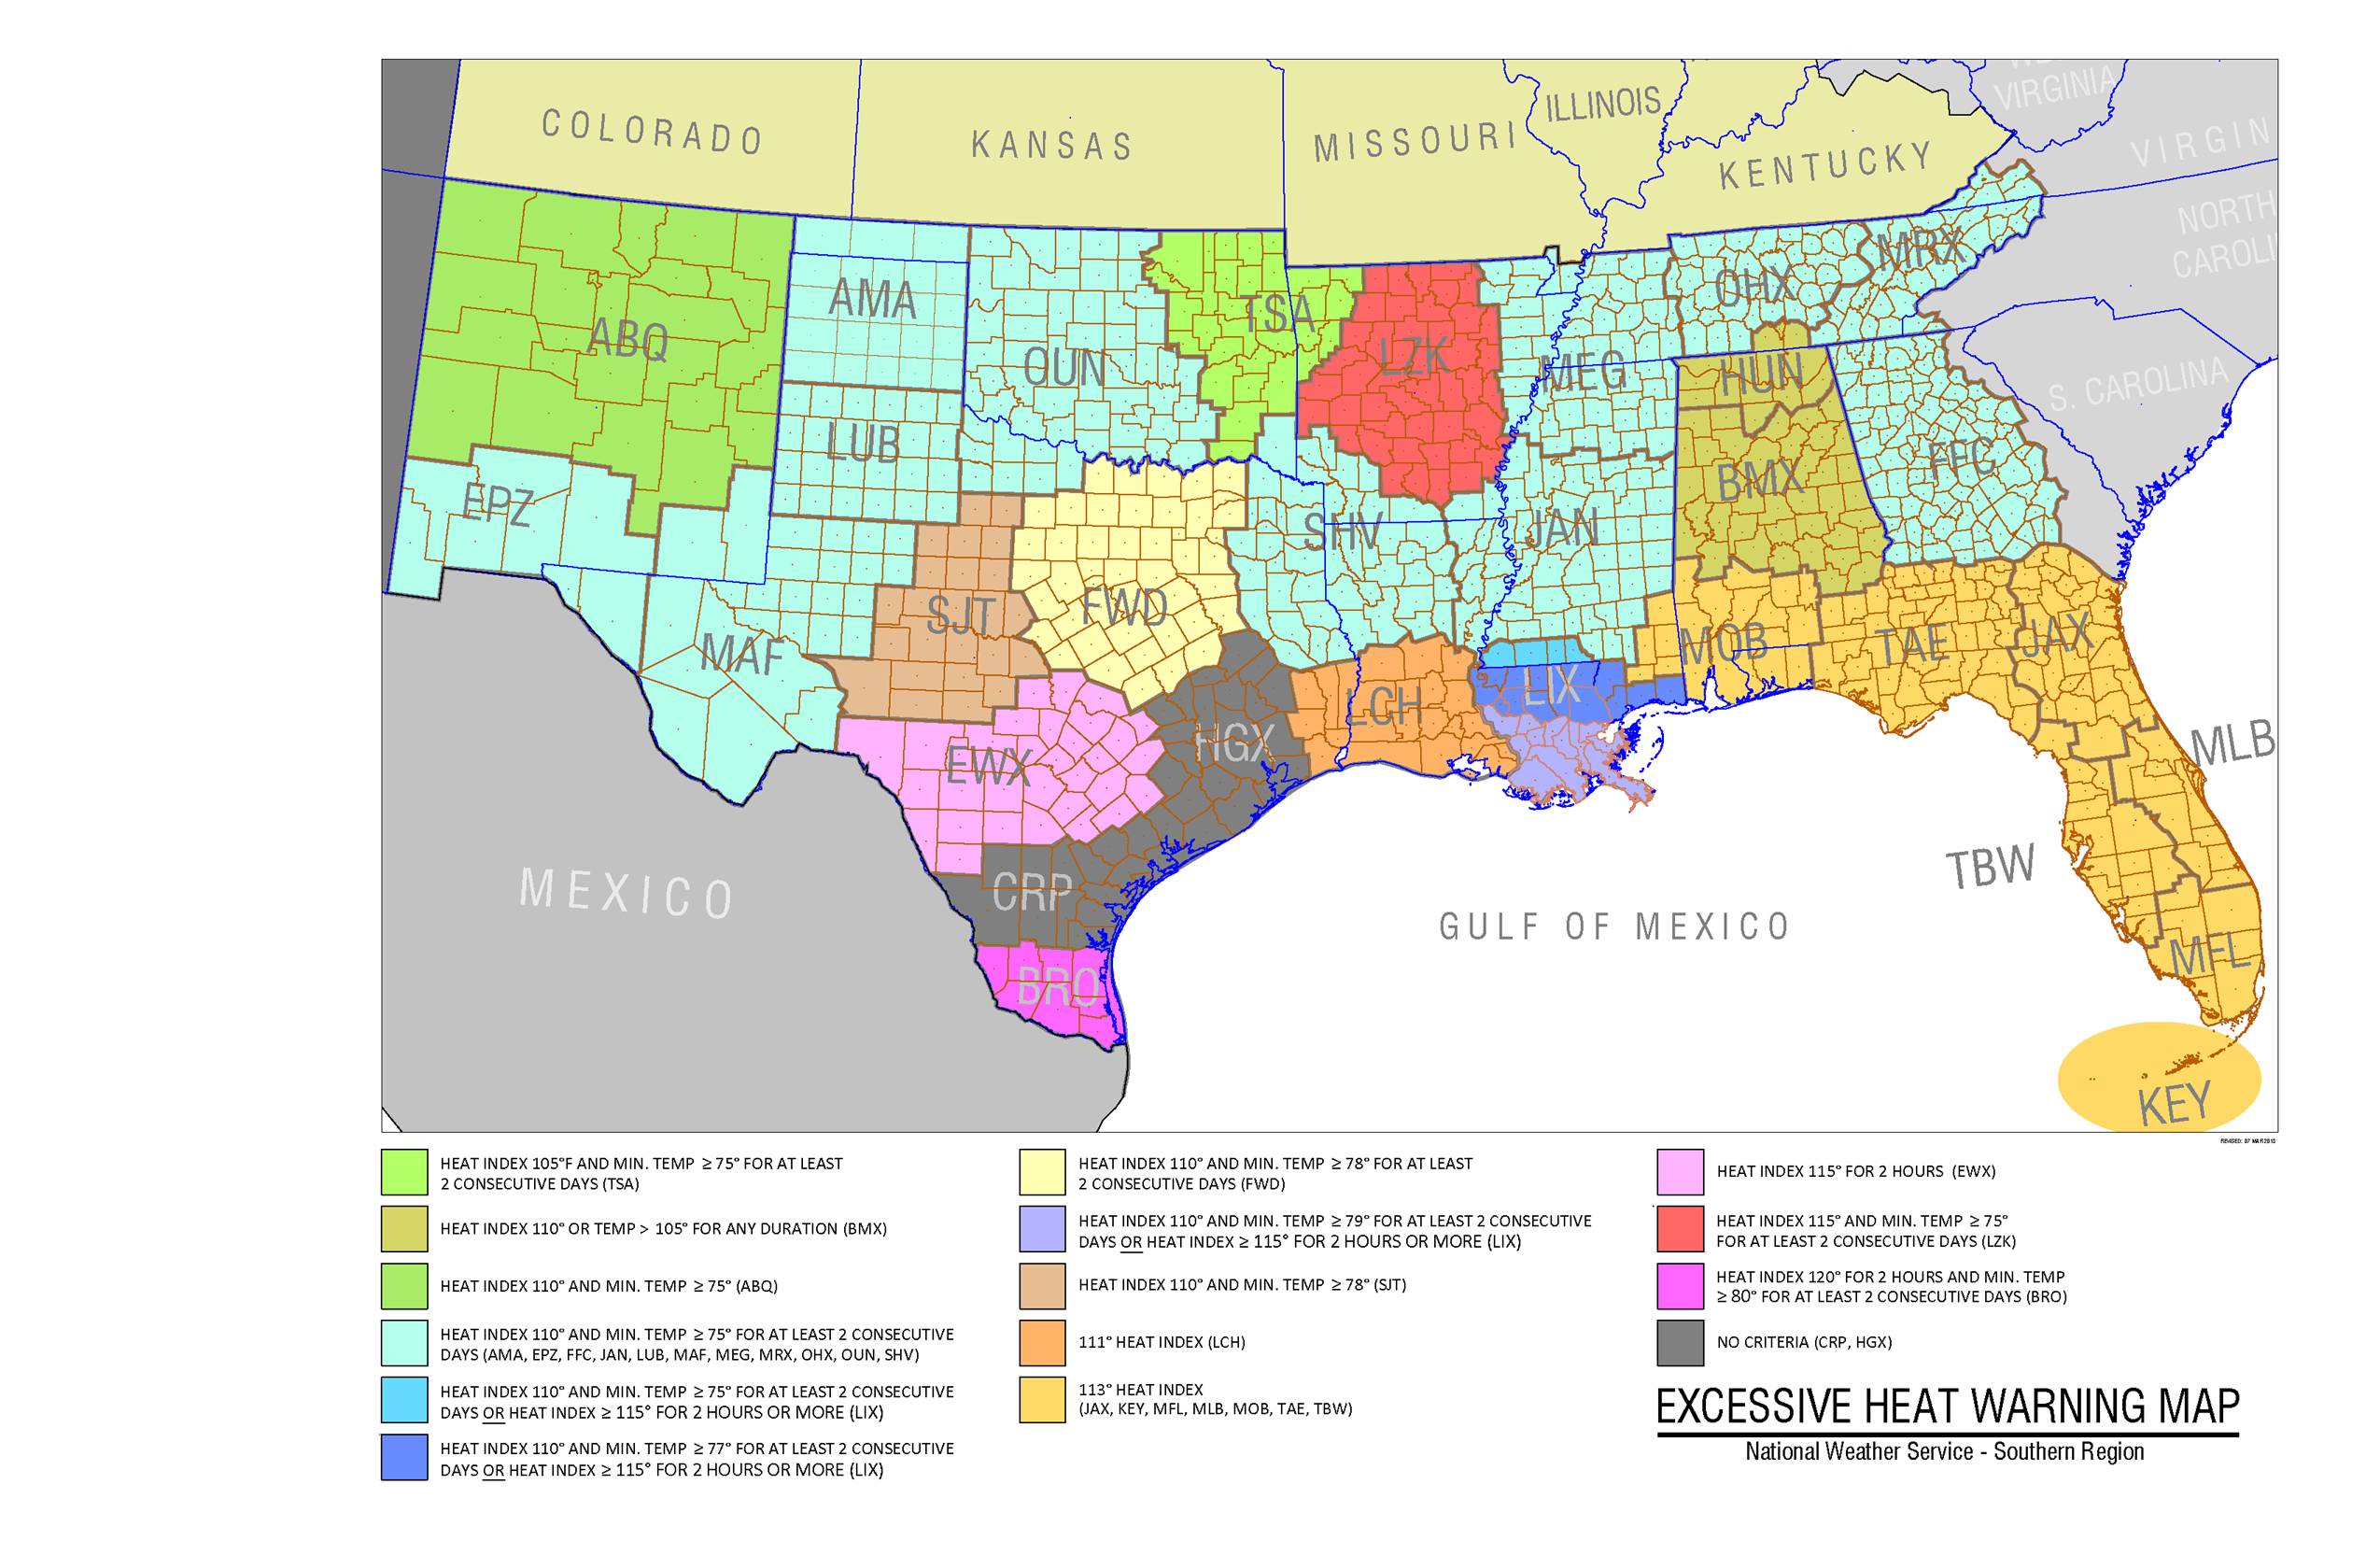 WEST
VIRGINIA
COLORADO
KANSAS
MISSOURI
ILLINOIS
KENTUCKY
VIRGIN
NORTH
CAROLI
S. CAROLINA
ABQ
AMA
OUN
TSA
LZK
MEG
OHX
MRX
HUN
BMX
FFC
LUB
EPZ
SHV
JAN
MAF
SJT
FWD
LCH
LIX
MOB
TAE
JAX
EWX
HGX
MLB
CRP
TBW
BRO
MFL
KEY
MEXICO
GULF OF MEXICO
REVISED: 07 MAR 2013
HEAT INDEX 105°F AND MIN. TEMP ≥ 75° FOR AT LEAST
2 CONSECUTIVE DAYS (TSA)
HEAT INDEX 110° OR TEMP > 105° FOR ANY DURATION (BMX)
HEAT INDEX 110° AND MIN. TEMP ≥ 75° (ABQ)
HEAT INDEX 110° AND MIN. TEMP ≥ 75° FOR AT LEAST 2 CONSECUTIVE
DAYS (AMA, EPZ, FFC, JAN, LUB, MAF, MEG, MRX, OHX, OUN, SHV)
HEAT INDEX 110° AND MIN. TEMP ≥ 75° FOR AT LEAST 2 CONSECUTIVE
DAYS OR HEAT INDEX ≥ 115° FOR 2 HOURS OR MORE (LIX)
HEAT INDEX 110° AND MIN. TEMP ≥ 77° FOR AT LEAST 2 CONSECUTIVE
DAYS OR HEAT INDEX ≥ 115° FOR 2 HOURS OR MORE (LIX)
HEAT INDEX 110° AND MIN. TEMP ≥ 78° FOR AT LEAST
2 CONSECUTIVE DAYS (FWD)
HEAT INDEX 110° AND MIN. TEMP ≥ 79° FOR AT LEAST 2 CONSECUTIVE
DAYS OR HEAT INDEX ≥ 115° FOR 2 HOURS OR MORE (LIX)
HEAT INDEX 110° AND MIN. TEMP ≥ 78° (SJT)
111° HEAT INDEX (LCH)
113° HEAT INDEX
(JAX, KEY, MFL, MLB, MOB, TAE, TBW)
HEAT INDEX 115° FOR 2 HOURS (EWX)
HEAT INDEX 115° AND MIN. TEMP ≥ 75°
FOR AT LEAST 2 CONSECUTIVE DAYS (LZK)
HEAT INDEX 120° FOR 2 HOURS AND MIN. TEMP
≥ 80° FOR AT LEAST 2 CONSECUTIVE DAYS (BRO)
NO CRITERIA (CRP, HGX)
EXCESSIVE HEAT WARNING MAP
National Weather Service - Southern Region